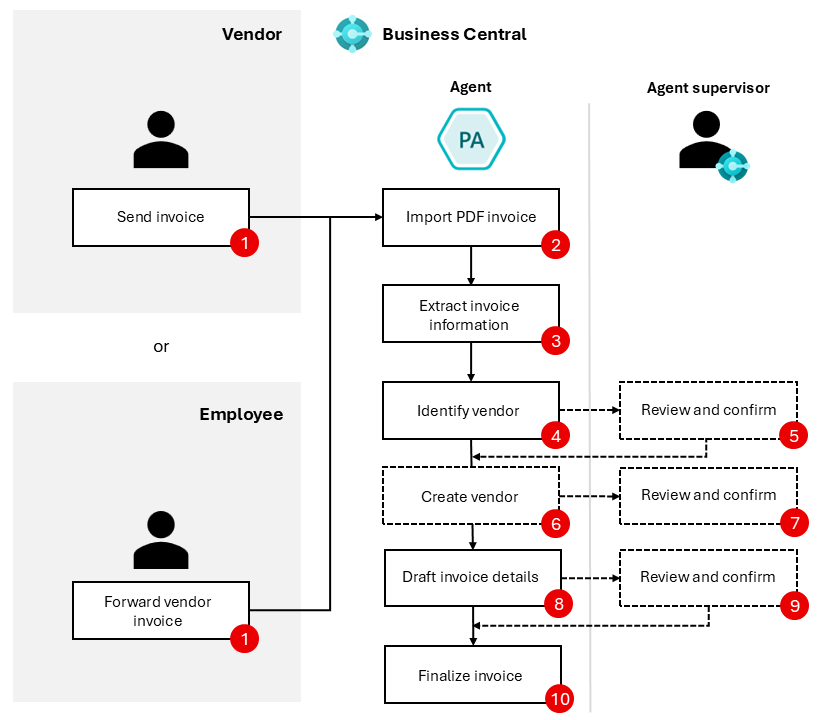 Vendor
Business Central
Agent
Agent supervisor
PA
Send invoice
1
Import PDF invoice
2
Extract invoice
information
3
or
Identify vendor
4
Review and confirm
5
Employee
Create vendor
6
Review and confirm
7
Draft invoice details
8
Review and confirm
9
Forward vendor
invoice
1
Finalize invoice
10